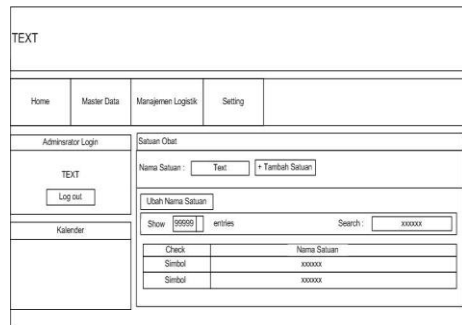 TEXT
Home Master Data Manajemen Logistik Setting
Adminsrator Login
TEXT
Log out
Kalender
Satuan Obat
Nama Satuan : Text + Tambah Satuan
Ubah Nama Satuan
Show 99999 entries Search : xxxxxx
Check Nama Satuan
Simbol xxxxxx
Simbol xxxxxx